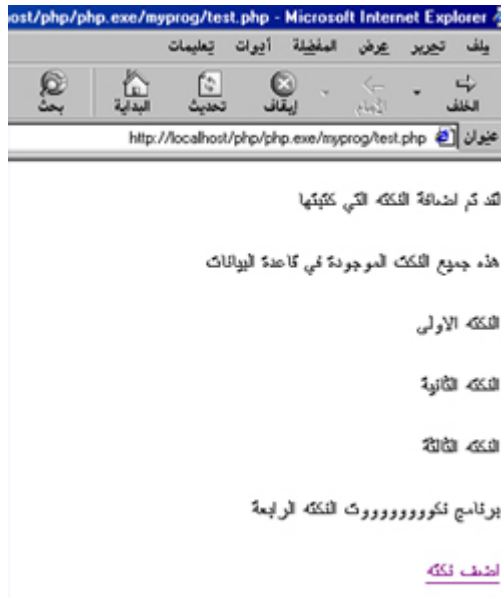 ost/php/php.exe/myprog/test.php - Microsoft Internet Explorer
ملف تحرير عرض المفضلة أدوات تعليمات
الخلف الأمام إيقاف تحديث البداية بحث
عنوان http://localhost/php/php.exe/myprog/test.php
لقد تم اضافة النكته التي كتبتها
هذه جميع النكت الموجودة في قاعدة البيانات
النكته الاولى
النكته الثانية
النكته الثالثة
برنامج نكوووووووووت النكته الرابعة
اضف نكته